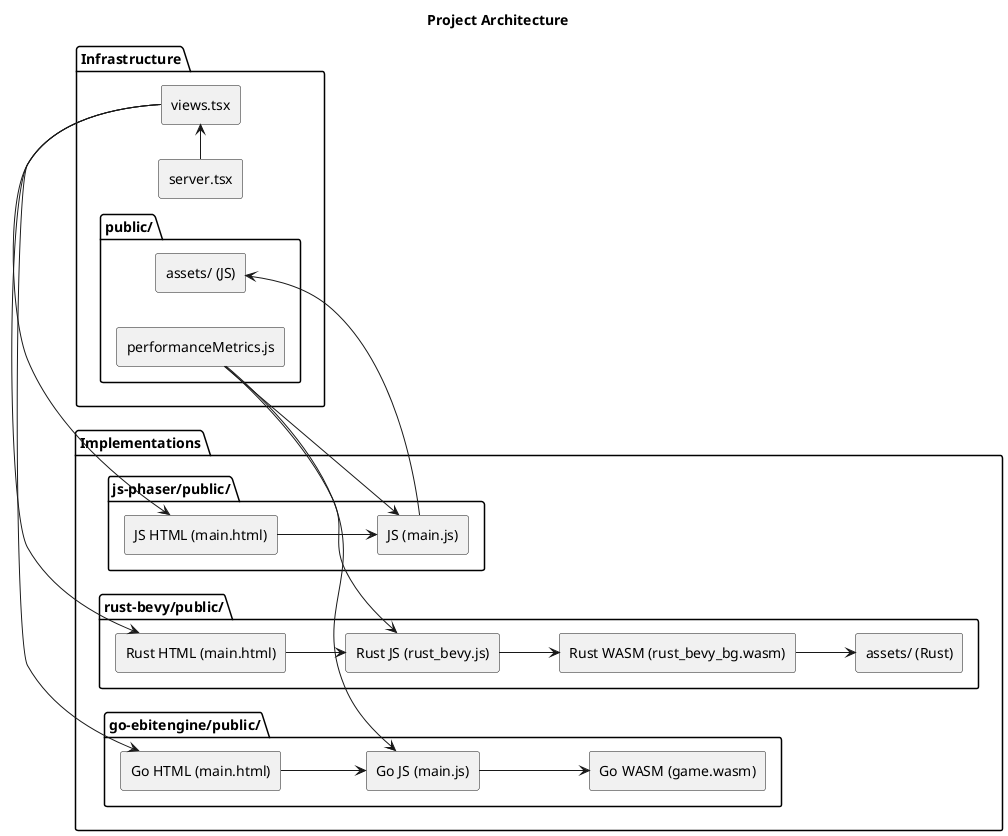 Project Architecture
Infrastructure
views.tsx
server.tsx
public/
assets/ (JS)
performanceMetrics.js
Implementations
js-phaser/public/
JS HTML (main.html)
JS (main.js)
rust-bevy/public/
Rust HTML (main.html)
Rust JS (rust_bevy.js)
Rust WASM (rust_bevy_bg.wasm)
assets/ (Rust)
go-ebitengine/public/
Go HTML (main.html)
Go JS (main.js)
Go WASM (game.wasm)